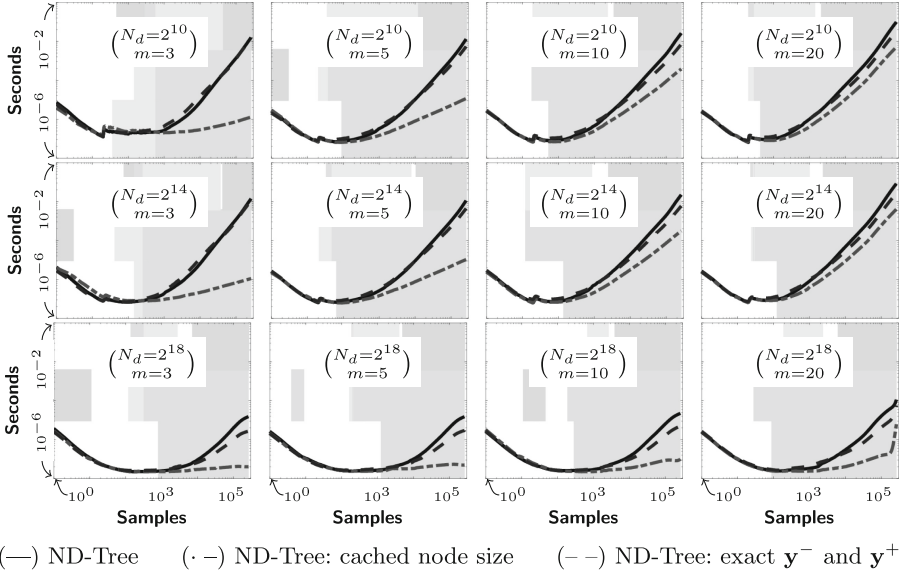 Seconds
10^-2
10^-6
(N_d=2^10 m=3)
(N_d=2^10 m=5)
(N_d=2^10 m=10)
(N_d=2^10 m=20)
Seconds
10^-2
10^-6
(N_d=2^14 m=3)
(N_d=2^14 m=5)
(N_d=2^14 m=10)
(N_d=2^14 m=20)
Seconds
10^-2
10^-6
(N_d=2^18 m=3)
(N_d=2^18 m=5)
(N_d=2^18 m=10)
(N_d=2^18 m=20)
10^0 10^3 10^5
10^0 10^3 10^5
10^0 10^3 10^5
10^0 10^3 10^5
Samples Samples Samples Samples
(—) ND-Tree (· –) ND-Tree: cached node size (– –) ND-Tree: exact y^− and y^+